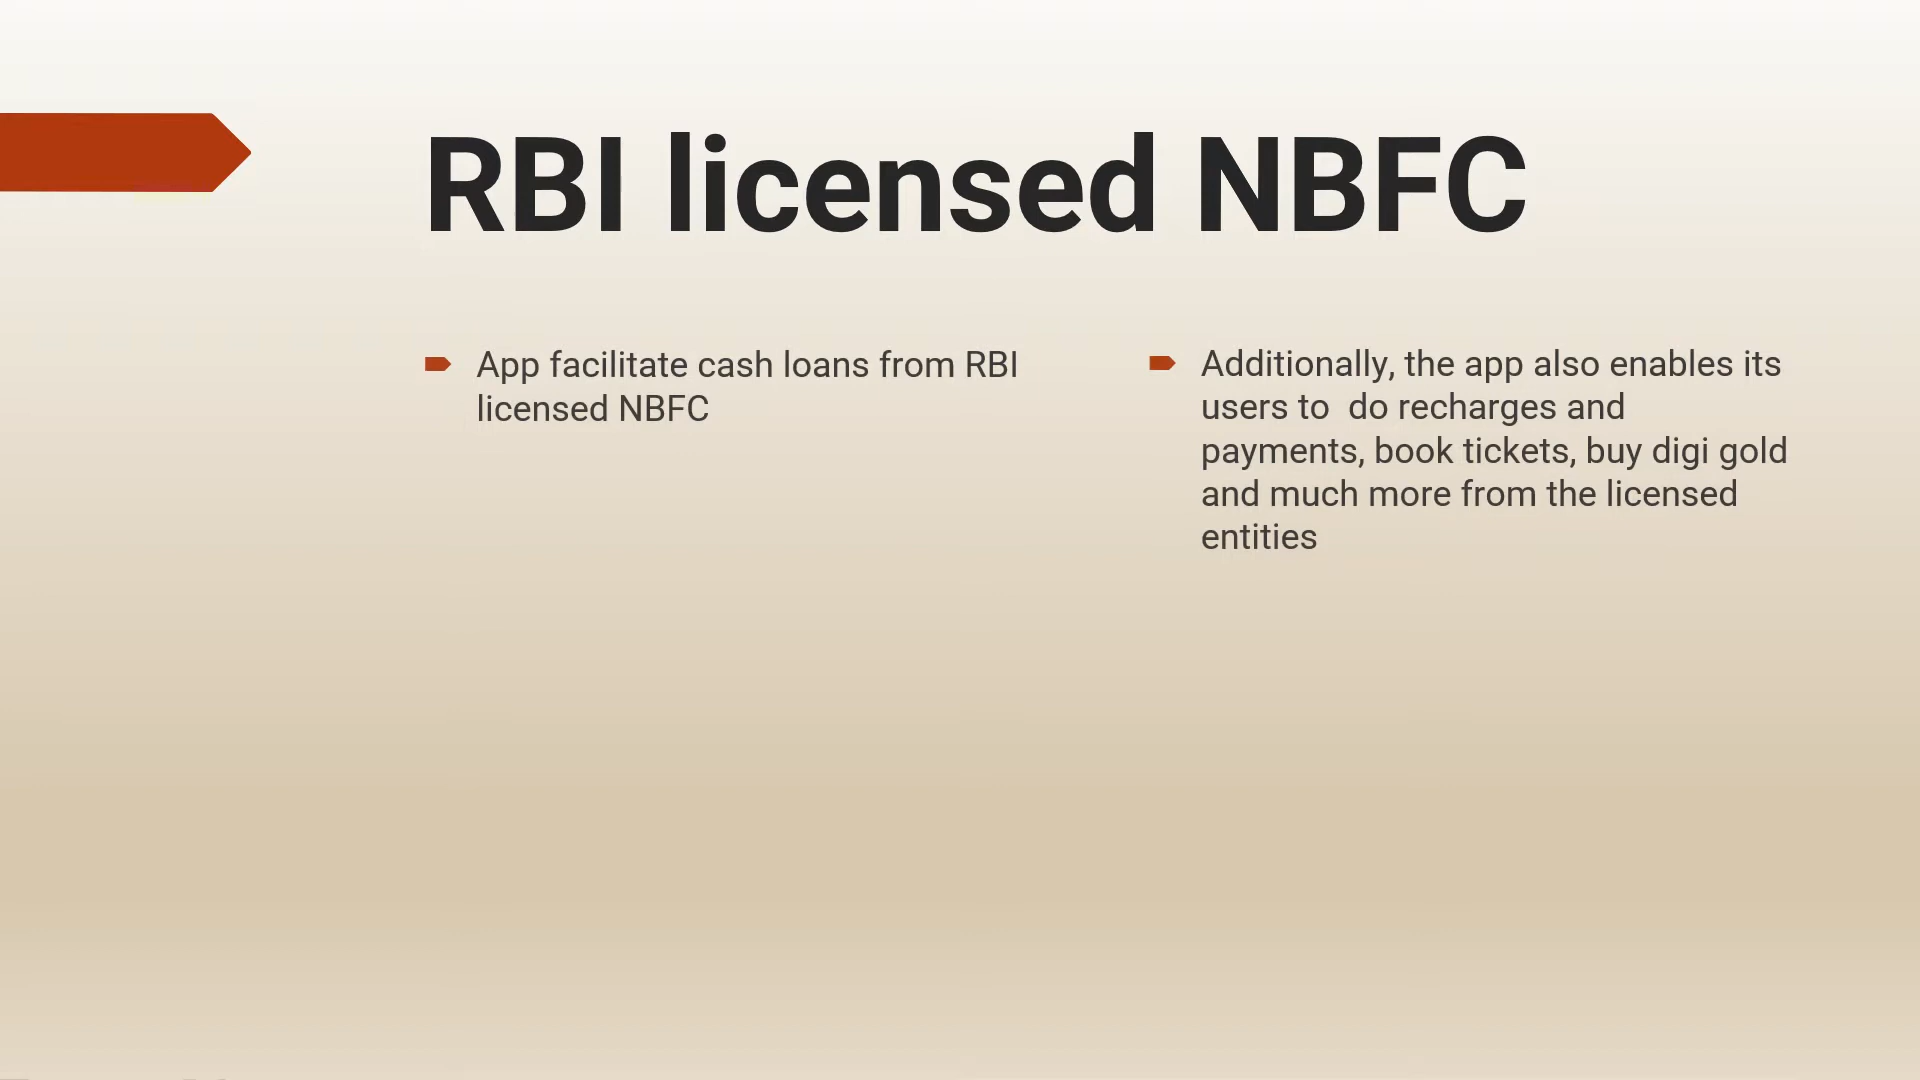 RBI licensed NBFC
App facilitate cash loans from RBI
licensed NBFC
Additionally, the app also enables its
users to  do recharges and
payments, book tickets, buy digi gold
and much more from the licensed
entities